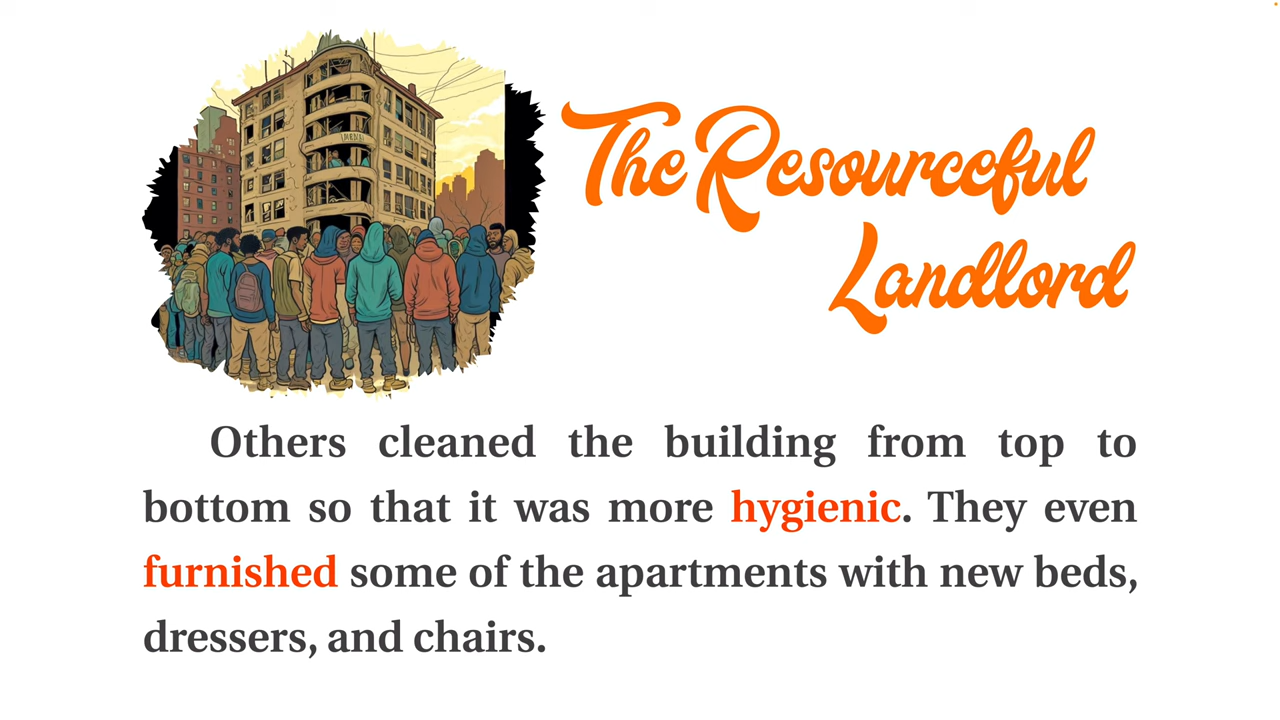 The Resourceful
Landlord
Others cleaned the building from top to
bottom so that it was more hygienic. They even
furnished some of the apartments with new beds,
dressers, and chairs.